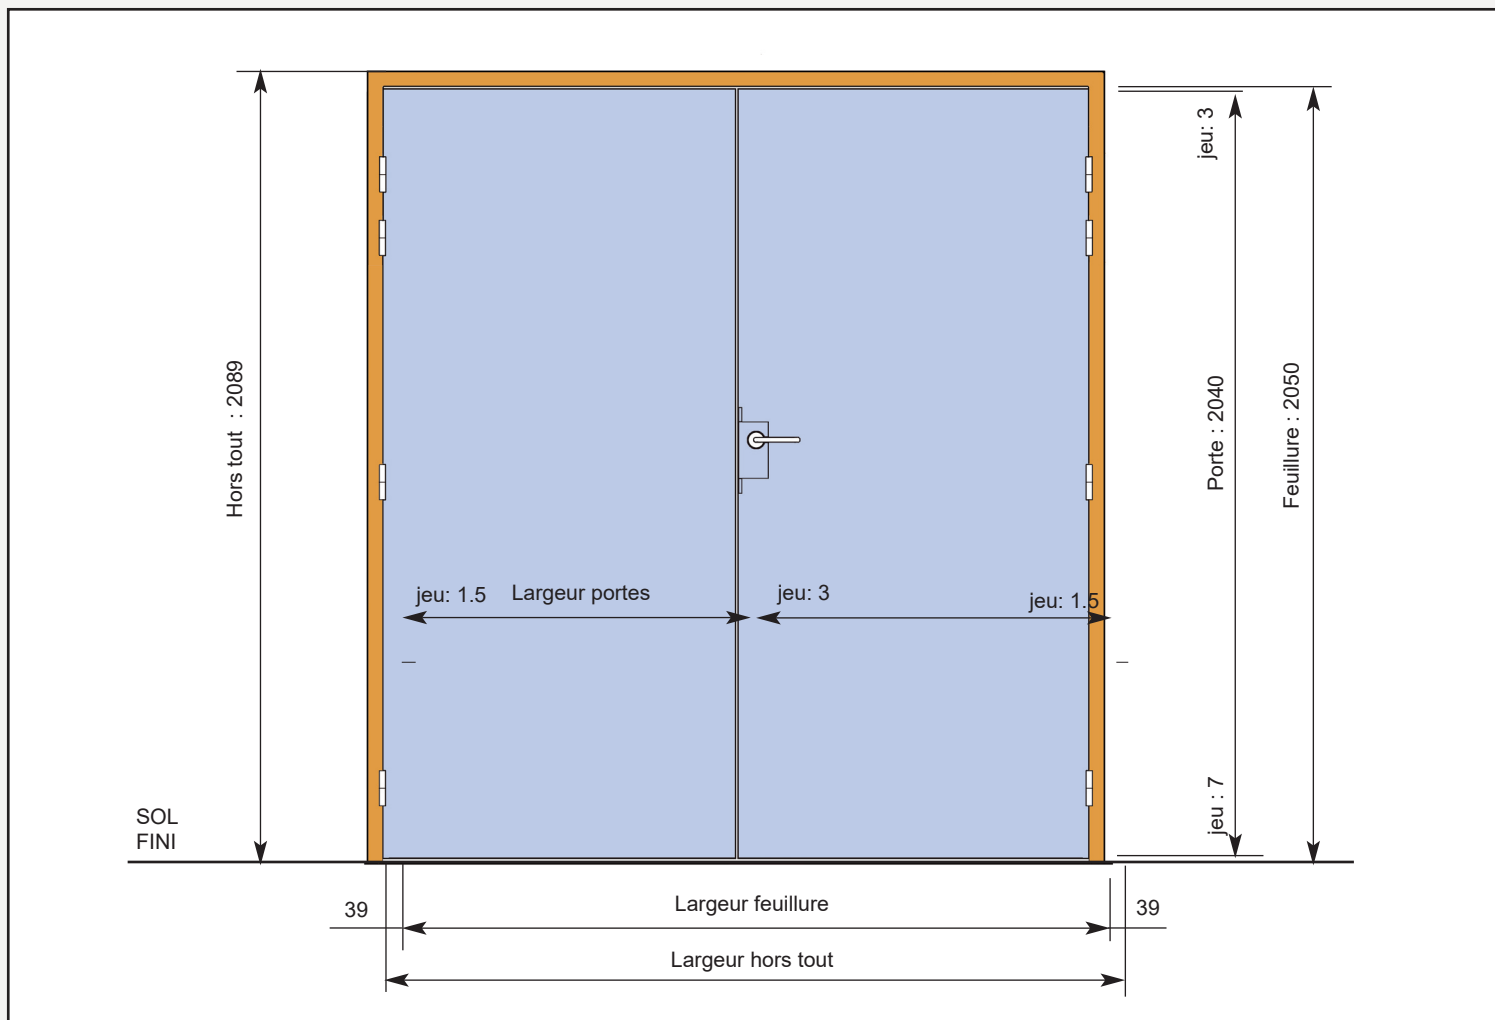 jeu: 3
Hors tout : 2089
Porte : 2040
Feuillure : 2050
jeu: 1.5
Largeur portes
jeu: 3
jeu: 1.5
jeu : 7
SOL
FINI
39
Largeur feuillure
39
Largeur hors tout